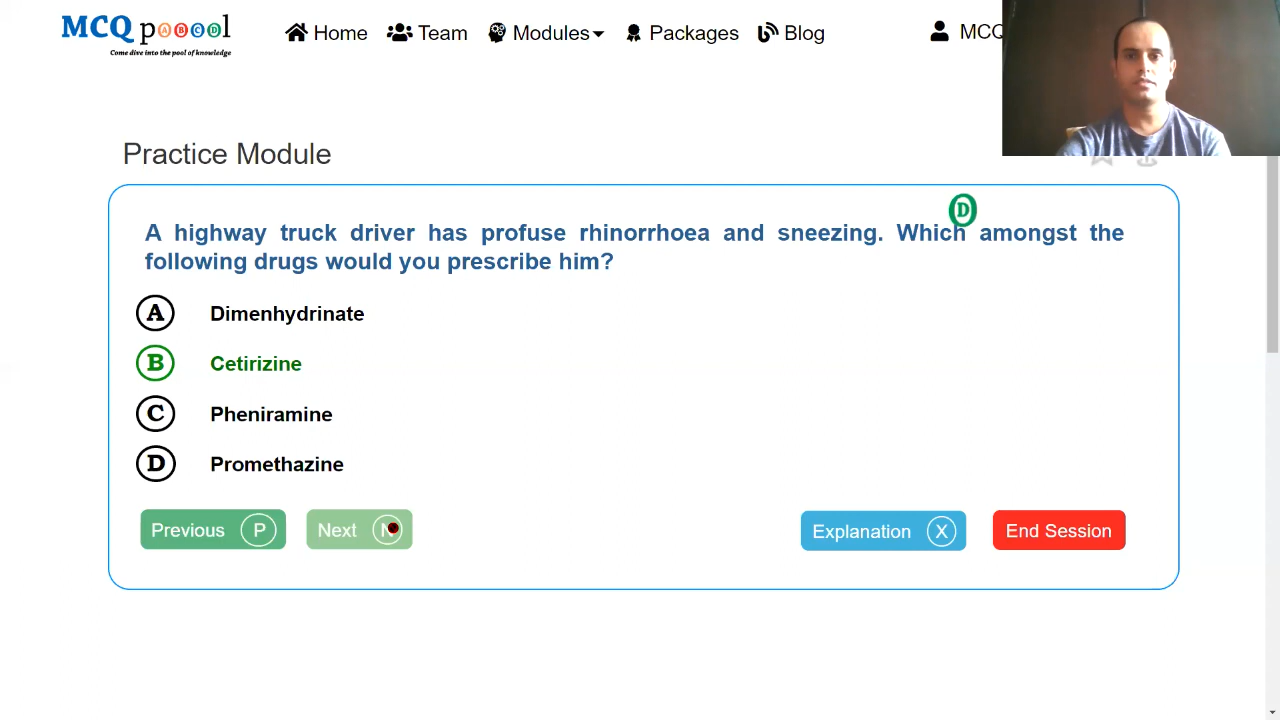 MCQ pABCDl
Come dive into the pool of knowledge
Home Team Modules Packages Blog MCQ
Practice Module
D
A highway truck driver has profuse rhinorrhoea and sneezing. Which amongst the
following drugs would you prescribe him?
A Dimenhydrinate
B Cetirizine
C Pheniramine
D Promethazine
Previous P Next N Explanation X End Session